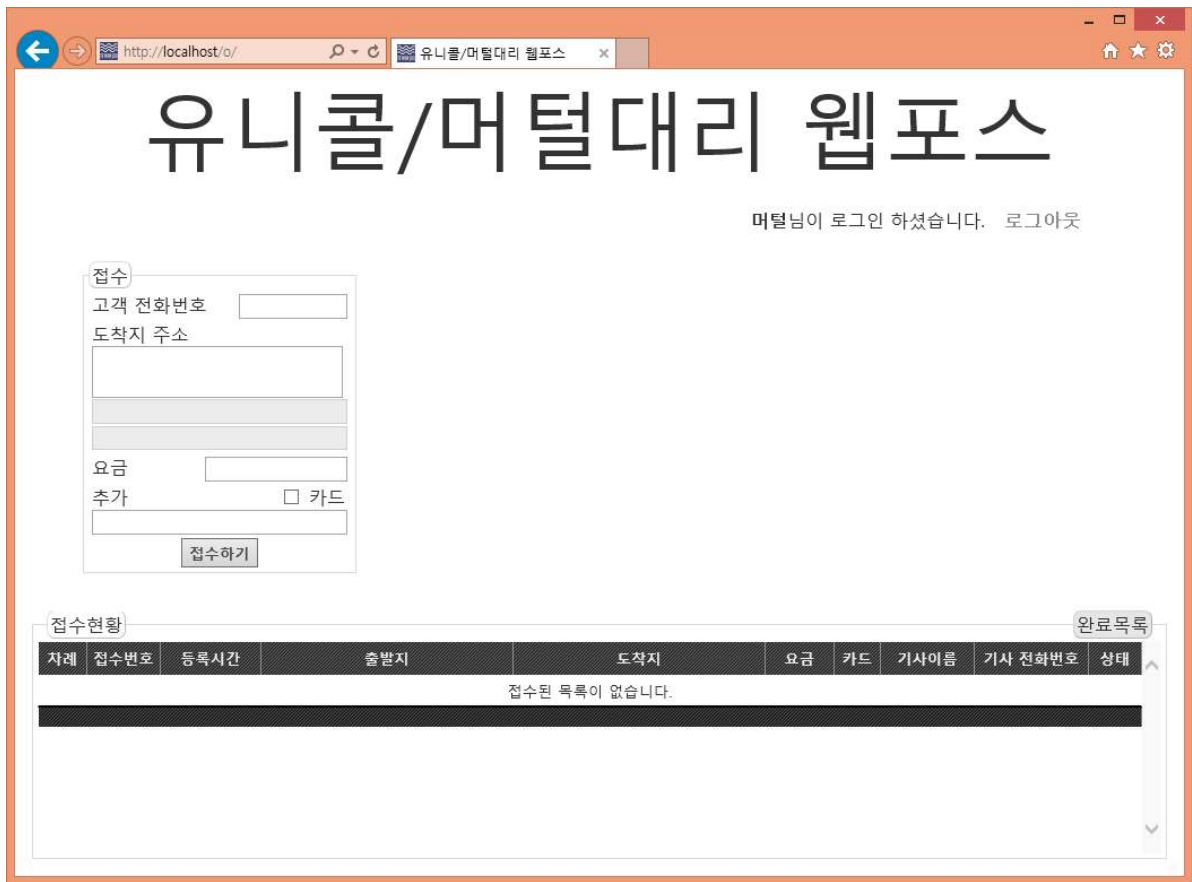 http://localhost/o/
유니콜/머털대리 웹포스
유니콜/머털대리 웹포스
머털님이 로그인 하셨습니다. 로그아웃
접수
고객 전화번호
도착지 주소
요금
추가 카드
접수하기
접수현황 완료목록
차례 접수번호 등록시간 출발지 도착지 요금 카드 기사이름 기사 전화번호 상태
접수된 목록이 없습니다.